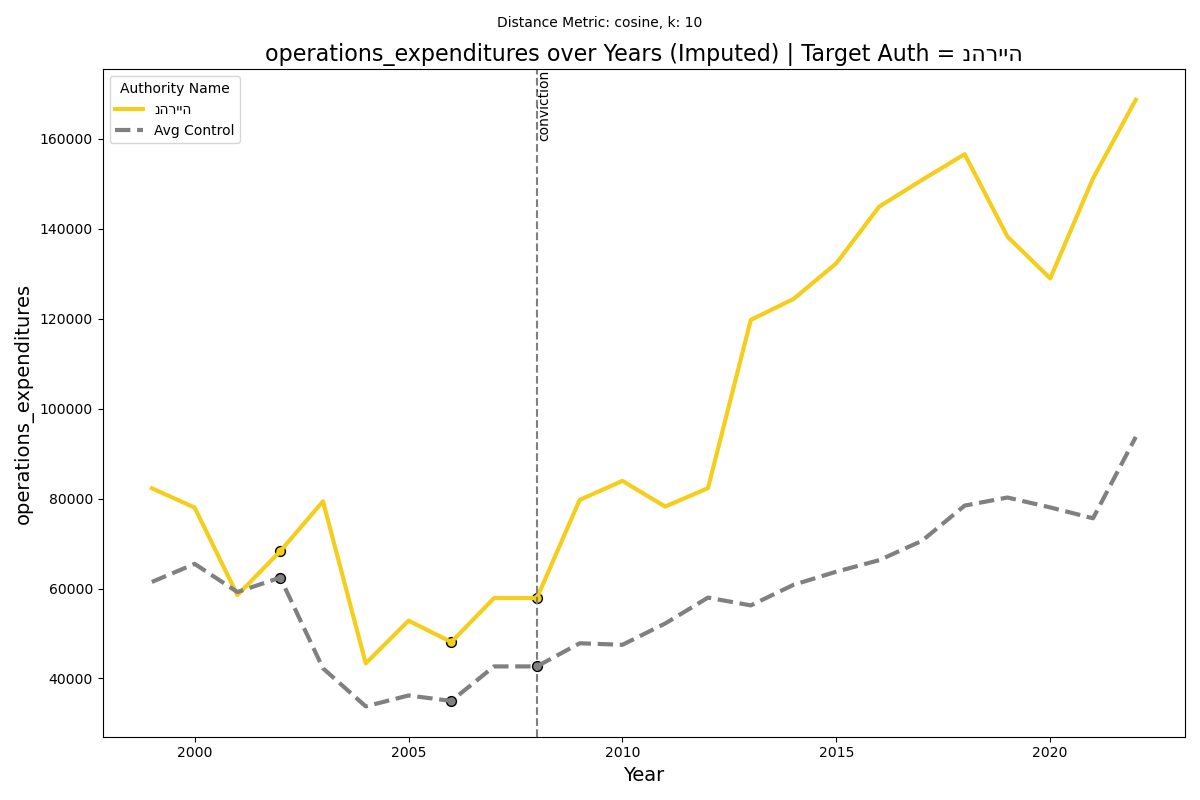 Distance Metric: cosine, k: 10
operations_expenditures over Years (Imputed) | Target Auth = נהרייה
Authority Name
נהרייה
Avg Control
conviction
operations_expenditures
160000
140000
120000
100000
80000
60000
40000
2000 2005 2010 2015 2020
Year